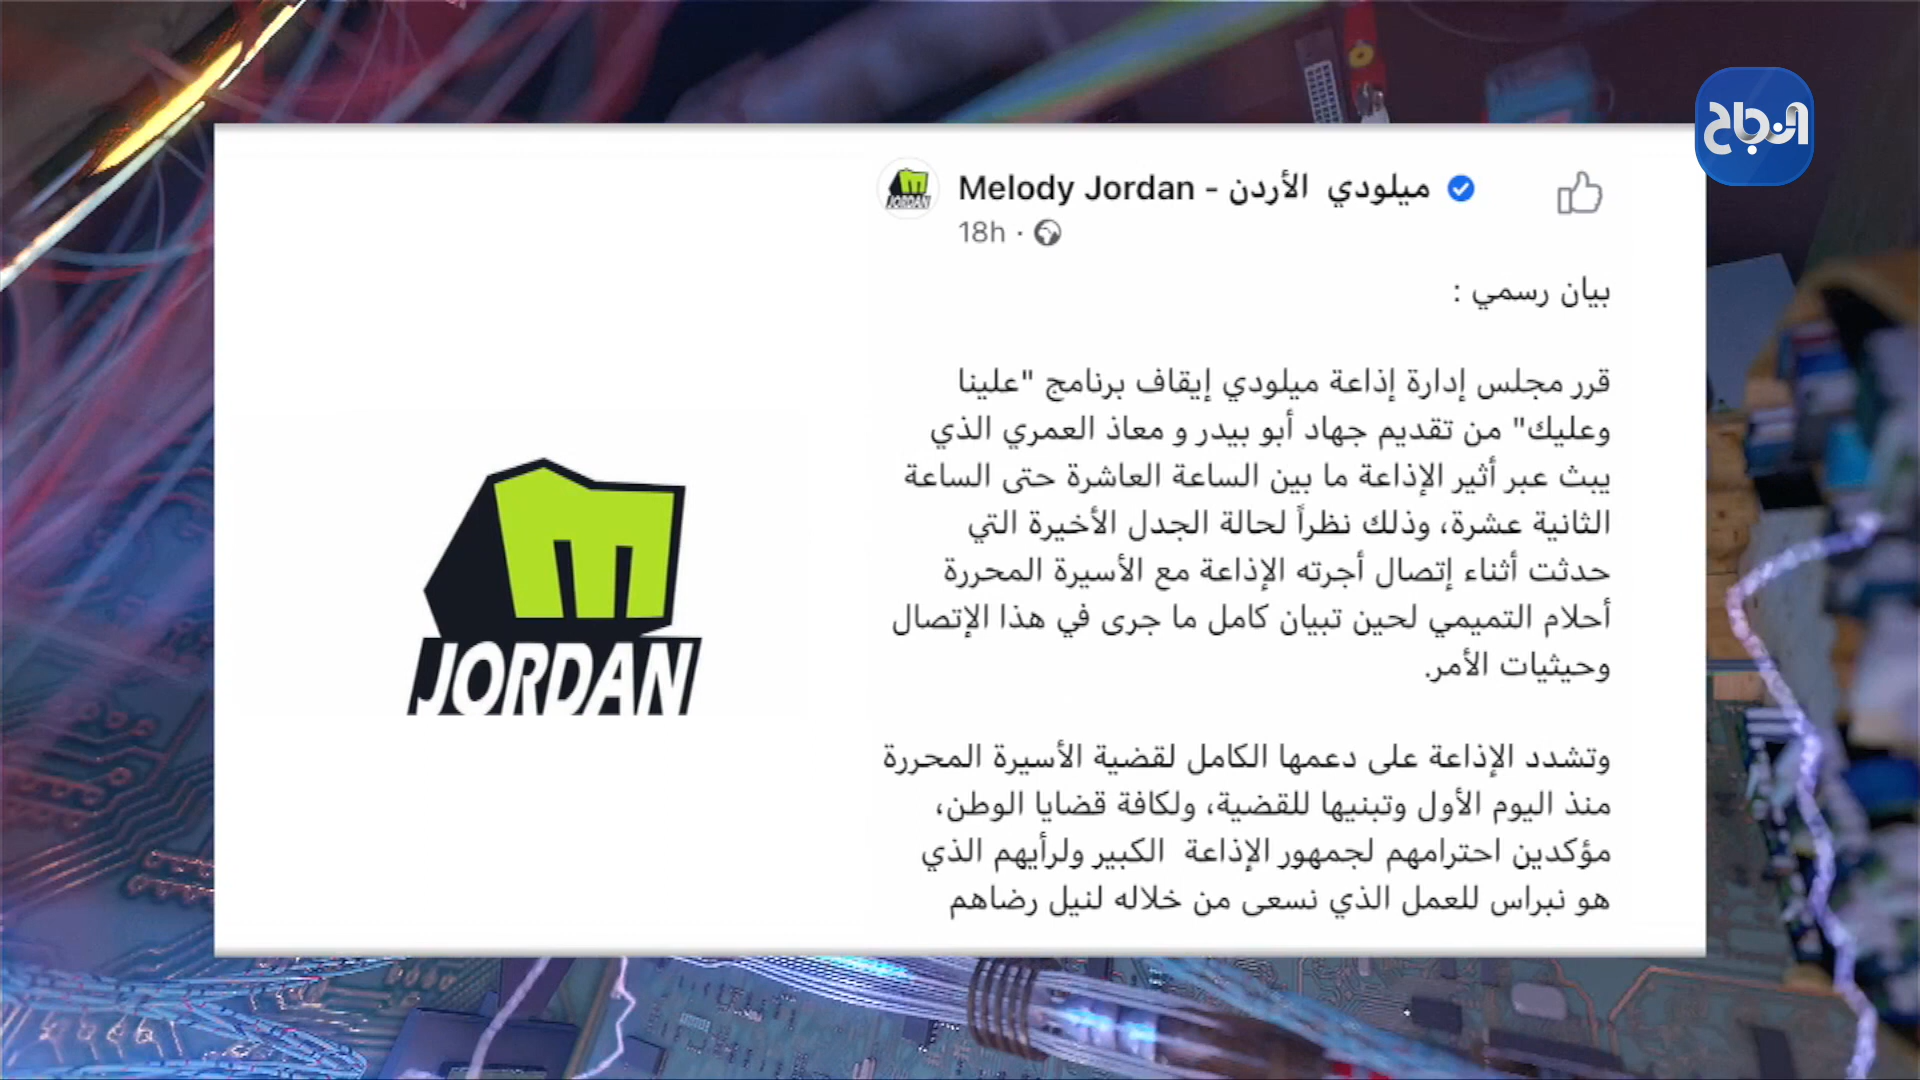 النجاح
Melody Jordan - ميلودي الأردن
18h ·
بيان رسمي :
قرر مجلس إدارة إذاعة ميلودي إيقاف برنامج "علينا
وعليك" من تقديم جهاد أبو بيدر و معاذ العمري الذي
يبث عبر أثير الإذاعة ما بين الساعة العاشرة حتى الساعة
الثانية عشرة، وذلك نظراً لحالة الجدل الأخيرة التي
حدثت أثناء إتصال أجرته الإذاعة مع الأسيرة المحررة
أحلام التميمي لحين تبيان كامل ما جرى في هذا الإتصال
وحيثيات الأمر.
وتشدد الإذاعة على دعمها الكامل لقضية الأسيرة المحررة
منذ اليوم الأول وتبنيها للقضية، ولكافة قضايا الوطن،
مؤكدين احترامهم لجمهور الإذاعة الكبير ولرأيهم الذي
هو نبراس للعمل الذي نسعى من خلاله لنيل رضاهم
m
JORDAN
m
JORDAN